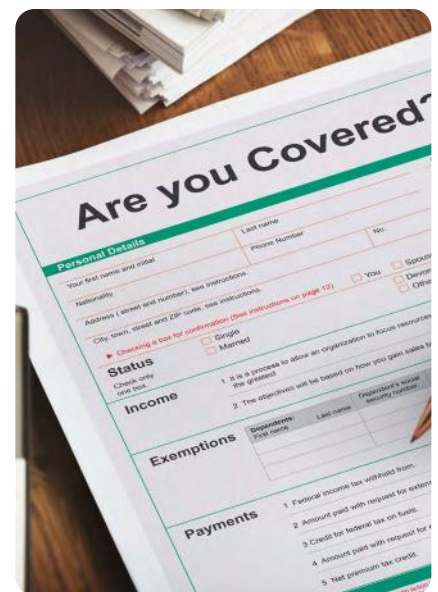 Are you Covered?
Personal Details
Your first name and initial
Last name
Nationality
Phone Number
No.
Address ( street and number), see instructions.
City, town, street and ZIP code, see instructions.
► Checking a box for confirmation (See instructions on page 12)
You
Spous
Devor
Othe
Status
Check only
one box.
Single
Married
Income
1 It is a process to allow an organization to focus resources
the greatest
2 The objectives will be based on how you gain sales
Exemptions
Dependents:
First name
Last name
Dependent's social
security number.
Payments
1 Federal income tax withheld from.
2 Amount paid with request for exten
3 Credit for federal tax on fuels.
4 Amount paid with request for
5 Net premium tax credit.